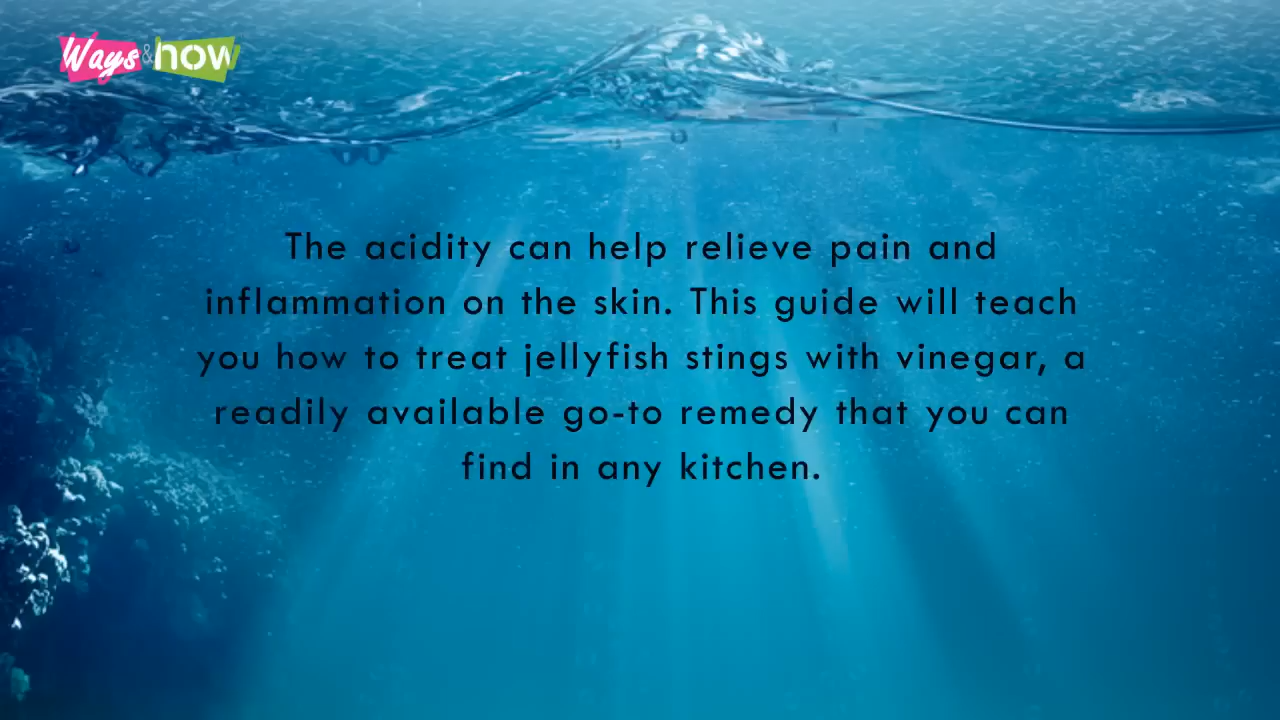 Ways & how
The acidity can help relieve pain and
inflammation on the skin. This guide will teach
you how to treat jellyfish stings with vinegar, a
readily available go-to remedy that you can
find in any kitchen.